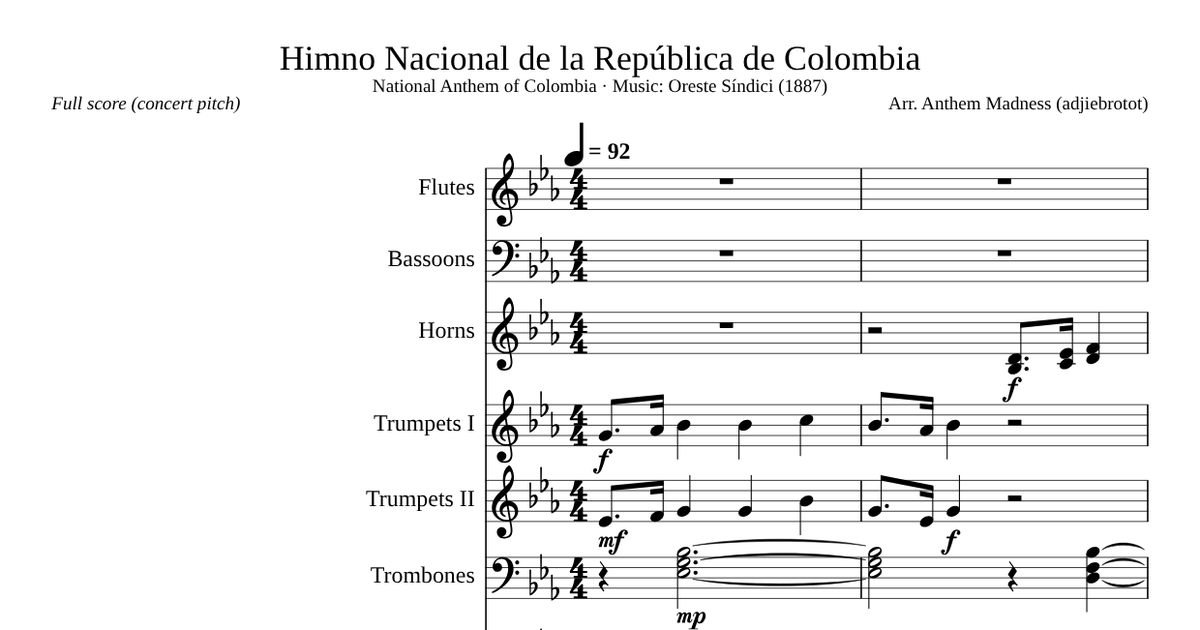 Himno Nacional de la República de Colombia
National Anthem of Colombia · Music: Oreste Síndici (1887)
Full score (concert pitch)
Arr. Anthem Madness (adjiebrotot)
= 92
Flutes
Bassoons
Horns
f
Trumpets I
f
Trumpets II
mf
f
Trombones
mp